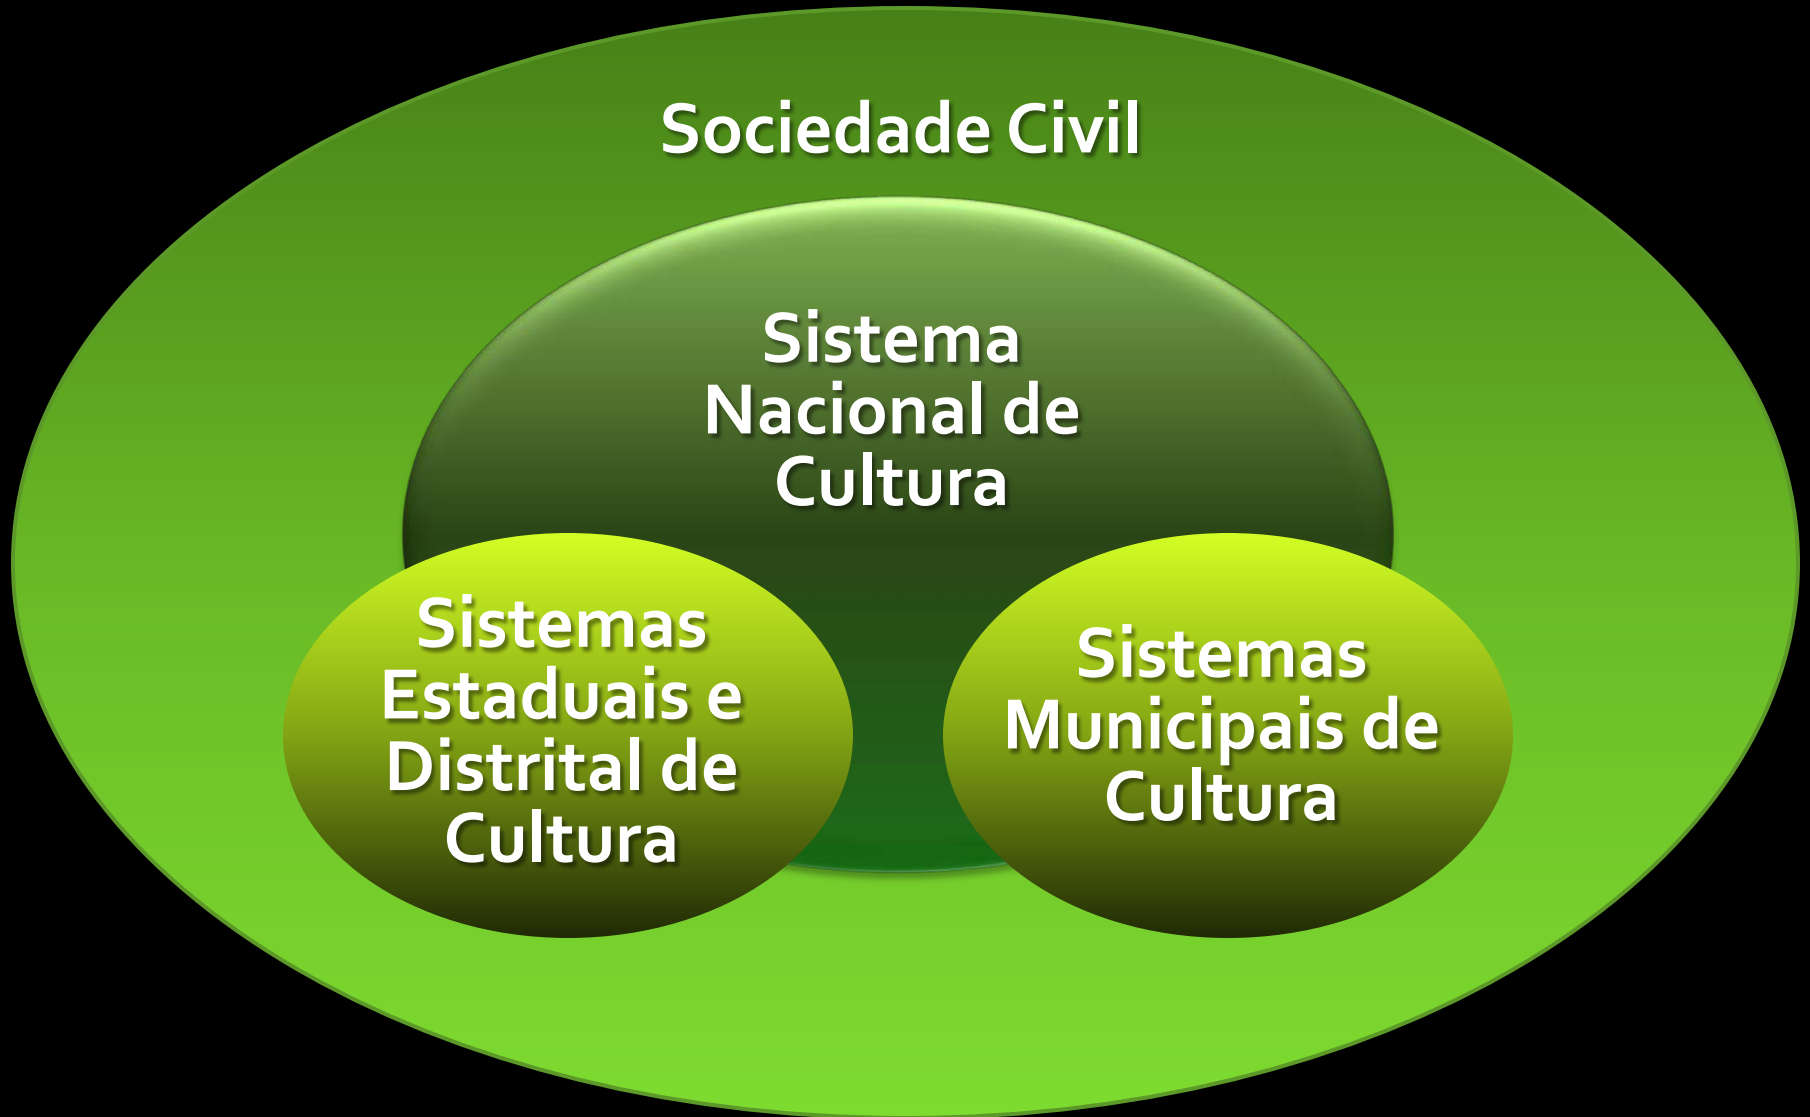 Sociedade Civil
Sistema
Nacional de
Cultura
Sistemas
Estaduais e
Distrital de
Cultura
Sistemas
Municipais de
Cultura